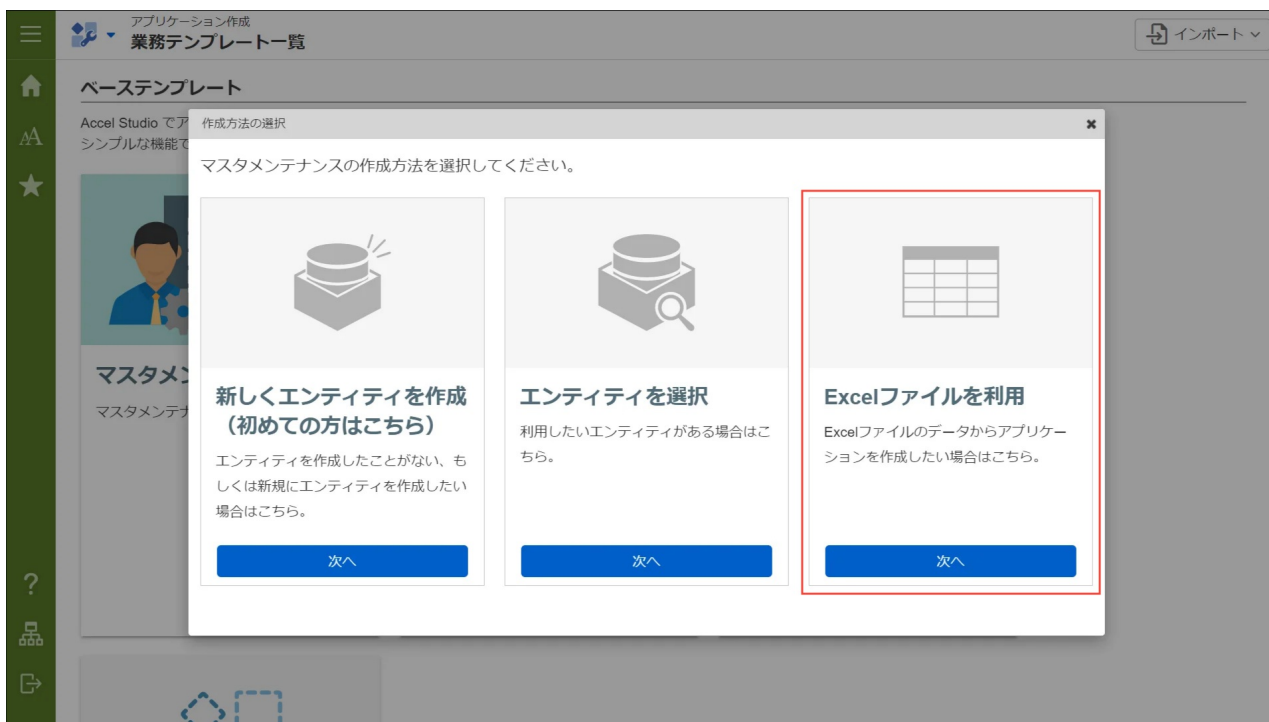 アプリケーション作成
業務テンプレート一覧
インポート
ベーステンプレート
Accel Studio でア
シンプルな機能で
作成方法の選択
マスタメンテナンスの作成方法を選択してください。
マスタメン
マスタメンテナ
新しくエンティティを作成
（初めての方はこちら）
エンティティを作成したことがない、も
しくは新規にエンティティを作成したい
場合はこちら。
次へ
エンティティを選択
利用したいエンティティがある場合はこ
ちら。
次へ
Excelファイルを利用
Excelファイルのデータからアプリケー
ションを作成したい場合はこちら。
次へ